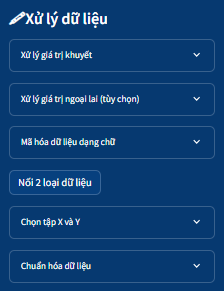 Xử lý dữ liệu
Xử lý giá trị khuyết
Xử lý giá trị ngoại lai (tùy chọn)
Mã hóa dữ liệu dạng chữ
Nối 2 loại dữ liệu
Chọn tập X và Y
Chuẩn hóa dữ liệu